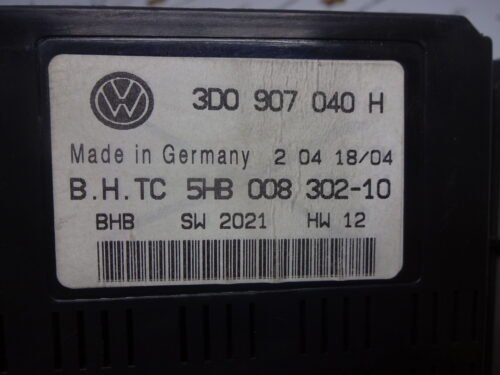 3D0 907 040 H
Made in Germany 2 04 18/04
B.H.TC 5HB 008 302-10
BHB SW 2021 HW 12